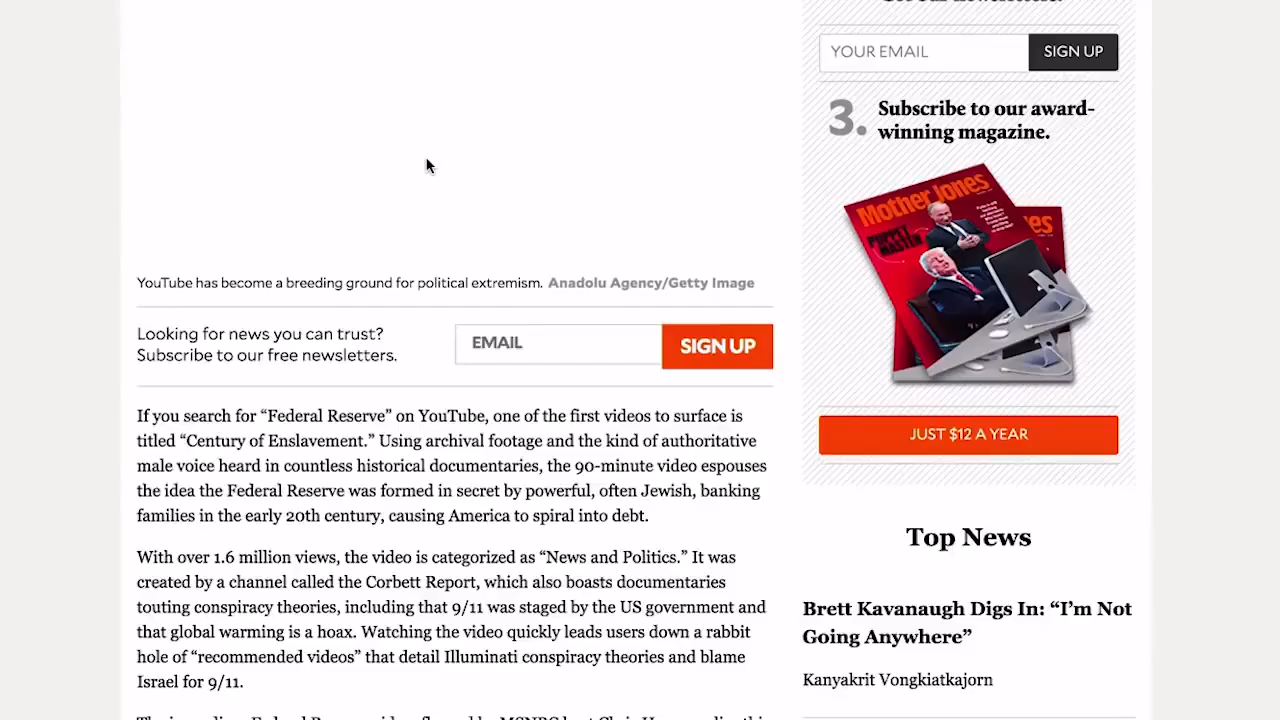 YOUR EMAIL
SIGN UP
3.
Subscribe to our award-
winning magazine.
Mother Jones
YouTube has become a breeding ground for political extremism. Anadolu Agency/Getty Image
Looking for news you can trust?
Subscribe to our free newsletters.
EMAIL
SIGN UP
If you search for “Federal Reserve” on YouTube, one of the first videos to surface is
titled “Century of Enslavement.” Using archival footage and the kind of authoritative
male voice heard in countless historical documentaries, the 90-minute video espouses
the idea the Federal Reserve was formed in secret by powerful, often Jewish, banking
families in the early 20th century, causing America to spiral into debt.
With over 1.6 million views, the video is categorized as “News and Politics.” It was
created by a channel called the Corbett Report, which also boasts documentaries
touting conspiracy theories, including that 9/11 was staged by the US government and
that global warming is a hoax. Watching the video quickly leads users down a rabbit
hole of “recommended videos” that detail Illuminati conspiracy theories and blame
Israel for 9/11.
JUST $12 A YEAR
Top News
Brett Kavanaugh Digs In: “I’m Not
Going Anywhere”
Kanyakrit Vongkiatkajorn